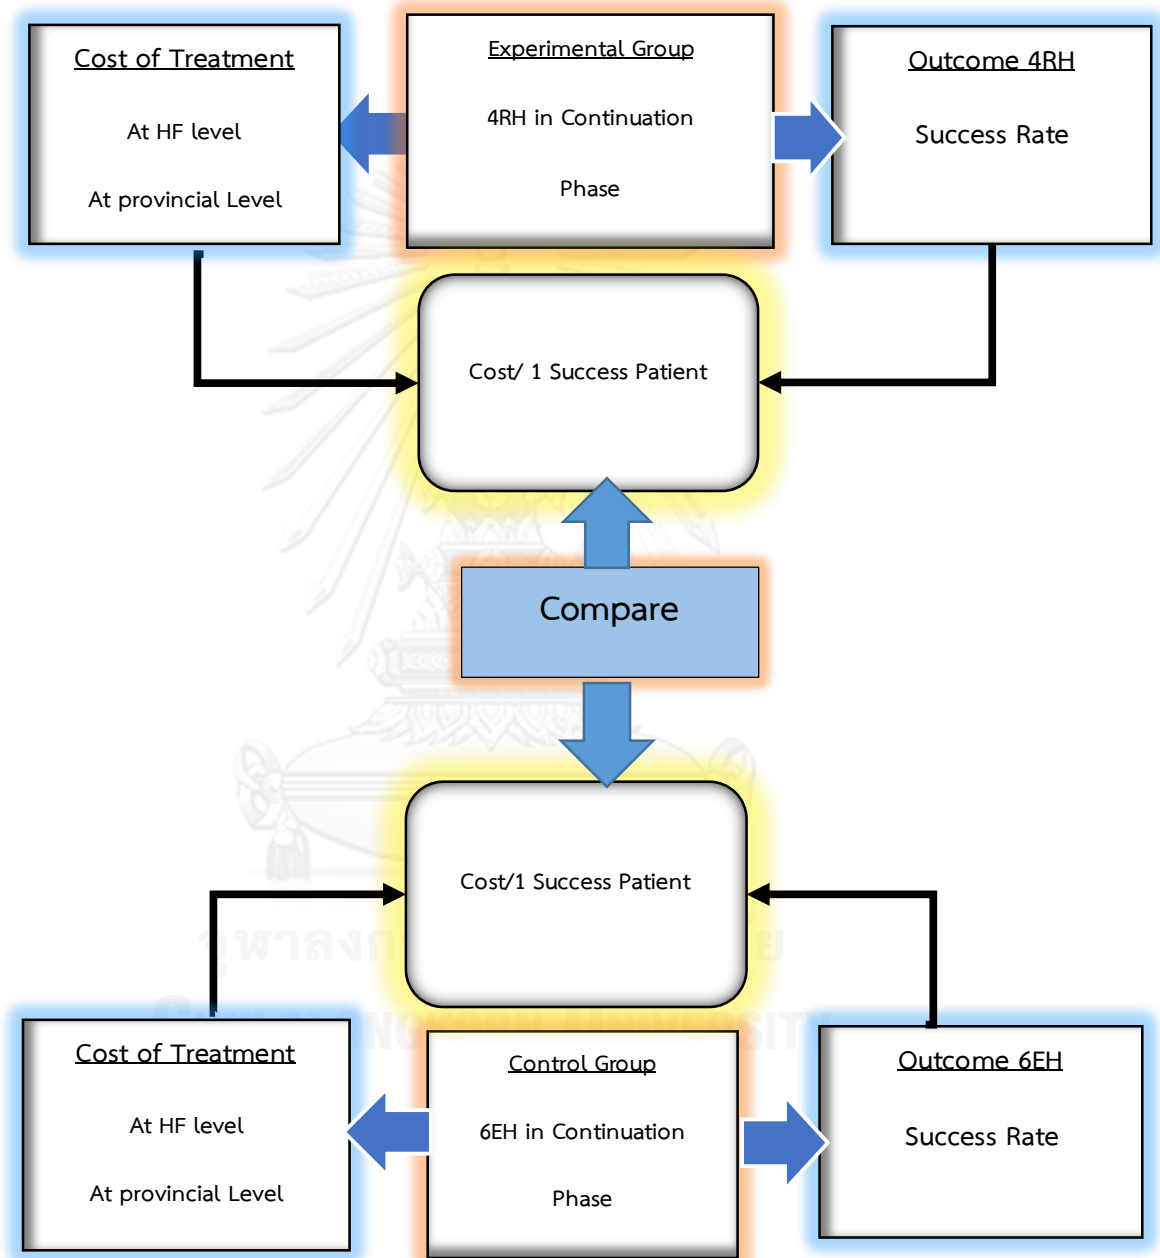 Cost of Treatment
At HF level
At provincial Level
Experimental Group
4RH in Continuation
Phase
Outcome 4RH
Success Rate
Cost/ 1 Success Patient
Compare
Cost/1 Success Patient
Cost of Treatment
At HF level
At provincial Level
Control Group
6EH in Continuation
Phase
Outcome 6EH
Success Rate